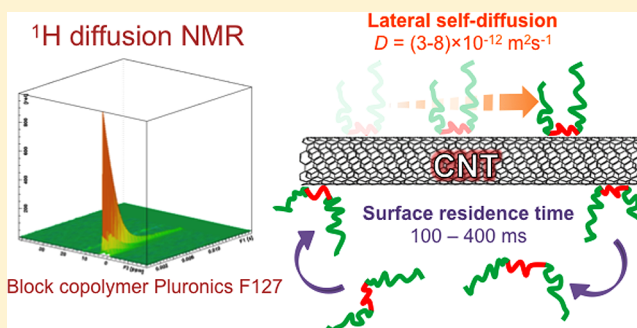 ¹H diffusion NMR
Block copolymer Pluronics F127
Lateral self-diffusion
D = (3-8)×10⁻¹² m²s⁻¹
CNT
Surface residence time
100 – 400 ms